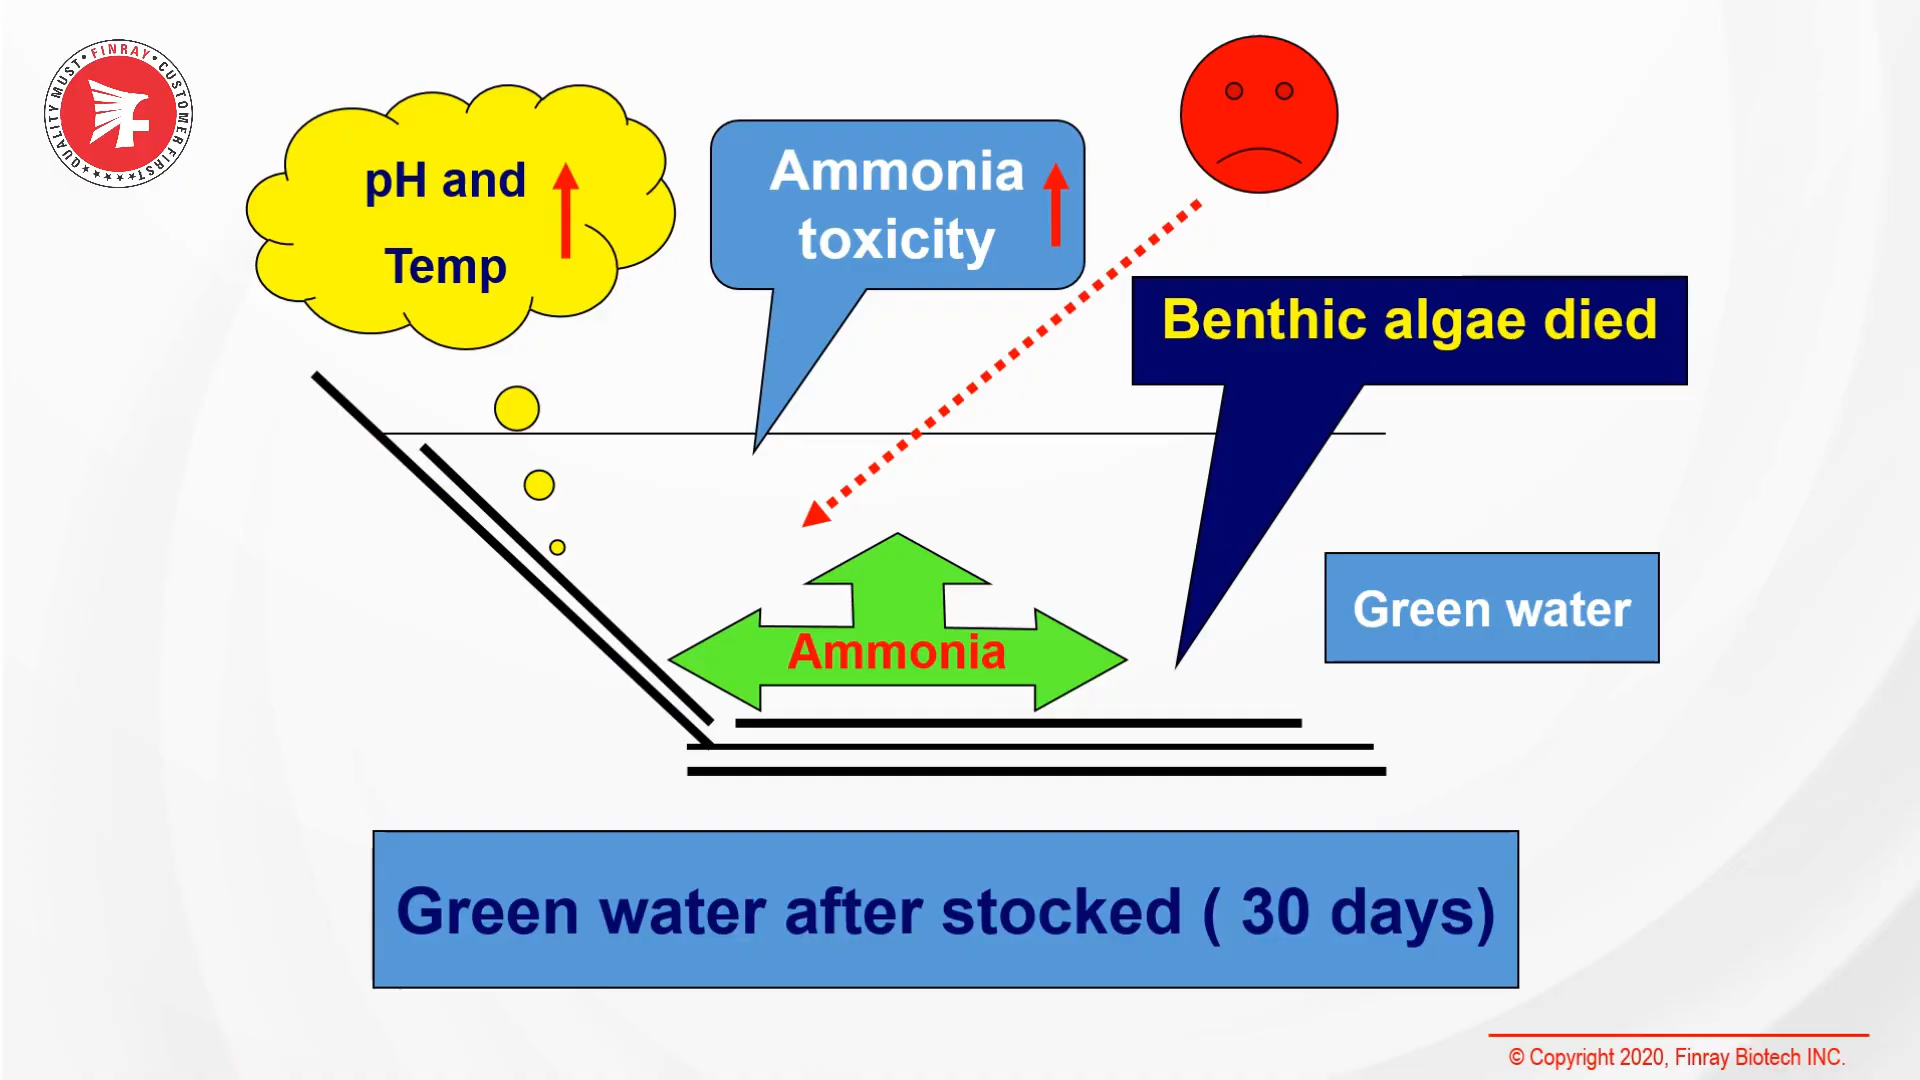 FINRAY • CUSTOMER FIRST
QUALITY MUST
pH and
Temp
Ammonia
toxicity
Benthic algae died
Green water
Ammonia
Green water after stocked ( 30 days)
© Copyright 2020, Finray Biotech INC.